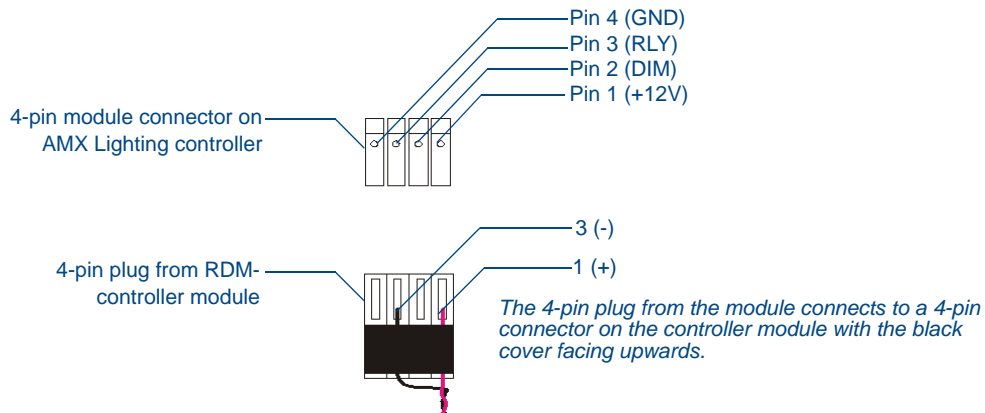 Pin 4 (GND)
Pin 3 (RLY)
Pin 2 (DIM)
Pin 1 (+12V)
4-pin module connector on
AMX Lighting controller
3 (-)
1 (+)
4-pin plug from RDM-
controller module
The 4-pin plug from the module connects to a 4-pin
connector on the controller module with the black
cover facing upwards.